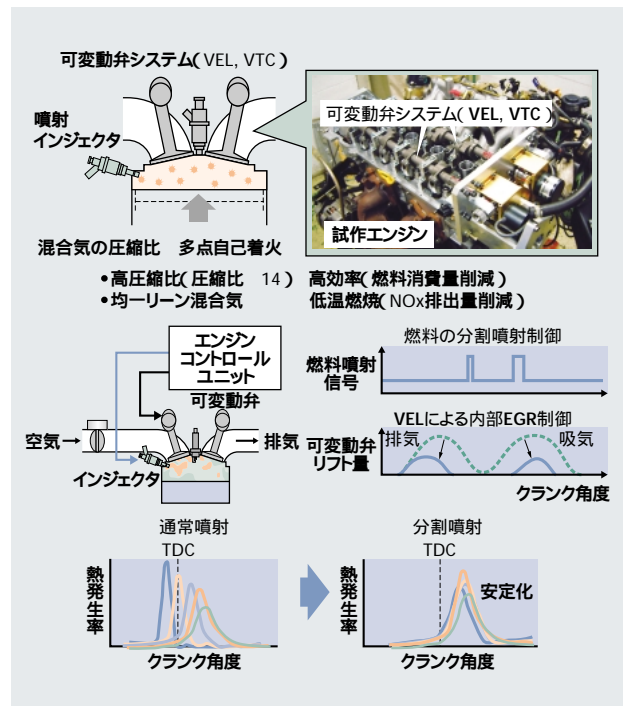 可変動弁システム( VEL, VTC )
噴射
インジェクタ
可変動弁システム( VEL, VTC )
試作エンジン
混合気の圧縮比 多点自己着火
•高圧縮比( 圧縮比 14 ) 高効率( 燃料消費量削減 )
•均一リーン混合気 低温燃焼( NOx排出量削減 )
エンジン
コントロール
ユニット
可変動弁
空気→
→排気
インジェクタ
燃料の分割噴射制御
燃料噴射
信号
VELによる内部EGR制御
排気
吸気
可変動弁
リフト量
クランク角度
通常噴射
TDC
熱発生率
クランク角度
分割噴射
TDC
安定化
熱発生率
クランク角度